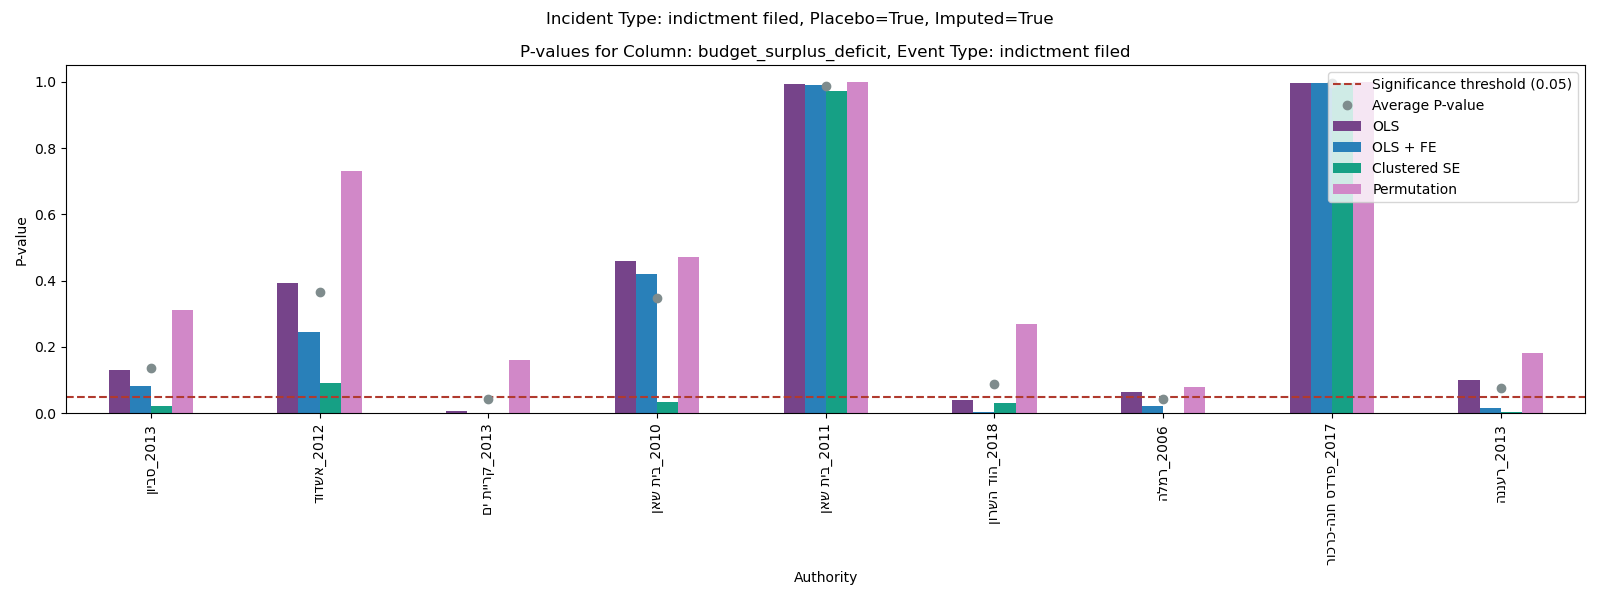 Incident Type: indictment filed, Placebo=True, Imputed=True
P-values for Column: budget_surplus_deficit, Event Type: indictment filed
P-value
1.0
0.8
0.6
0.4
0.2
0.0
Significance threshold (0.05)
Average P-value
OLS
OLS + FE
Clustered SE
Permutation
סביון_2013
אשדוד_2012
קריית ים_2013
בית שאן_2010
בית שאן_2011
הוד השרון_2018
רמלה_2006
פרדס חנה-כרכור_2017
רעננה_2013
Authority